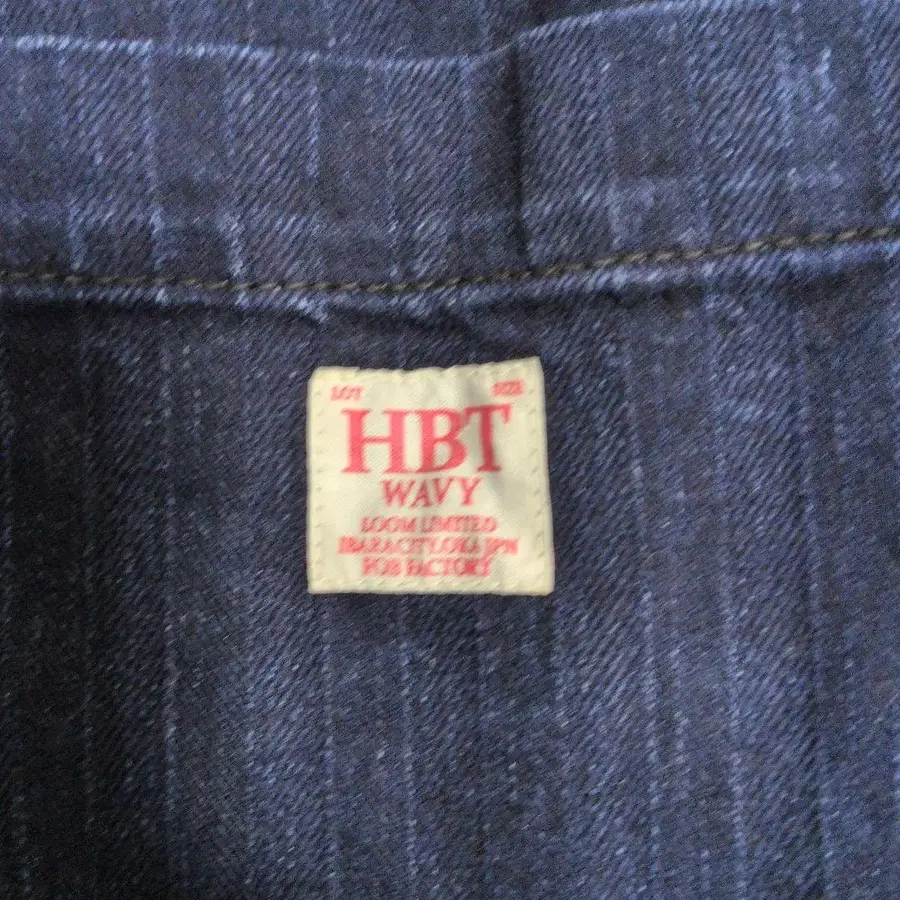 LOT SIZE
HBT
WAVY
LOOM LIMITED
IBARACITY.OKA JPN
FOB FACTORY